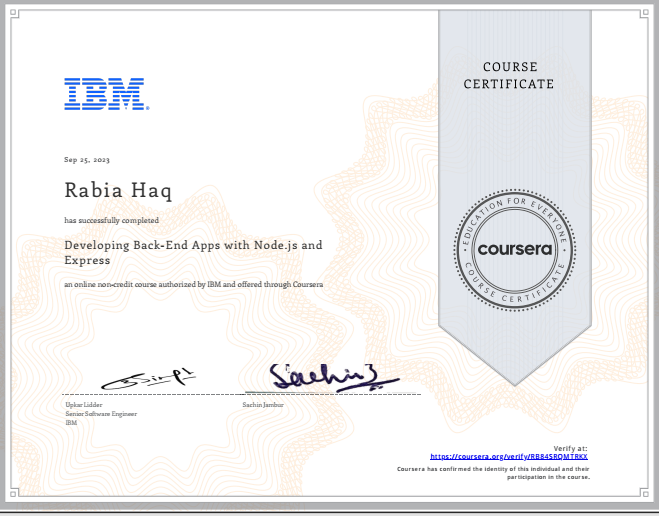 COURSE
CERTIFICATE
IBM®
Sep 25, 2023
Rabia Haq
has successfully completed
Developing Back-End Apps with Node.js and
Express
an online non-credit course authorized by IBM and offered through Coursera
EDUCATION FOR EVERYONE
coursera
COURSE CERTIFICATE
Upkar Lidder
Senior Software Engineer
IBM
Sachin Jambur
Verify at:
https://coursera.org/verify/RB84SRQMTRKX
Coursera has confirmed the identity of this individual and their
participation in the course.